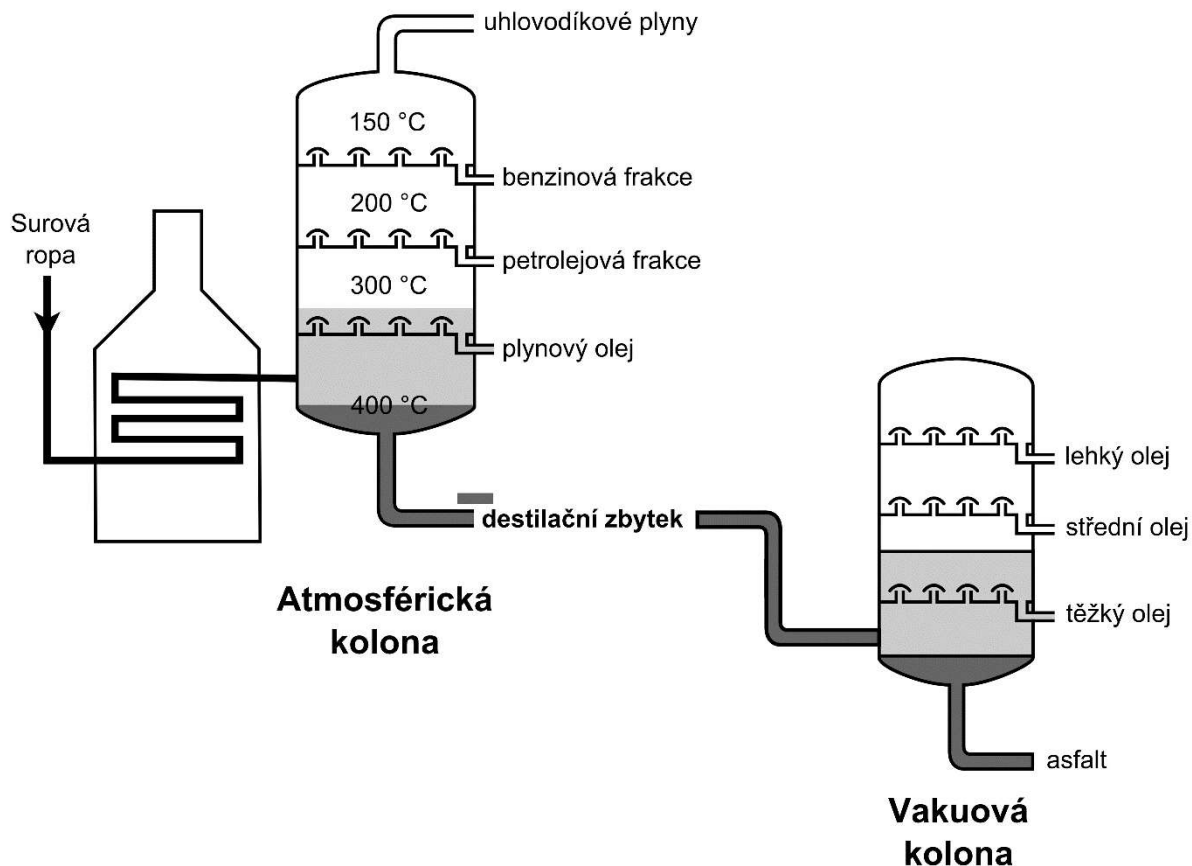 uhlovodíkové plyny
150 °C
benzinová frakce
200 °C
Surová
ropa
petrolejová frakce
300 °C
plynový olej
400 °C
lehký olej
destilační zbytek
střední olej
Atmosférická
kolona
těžký olej
asfalt
Vakuová
kolona